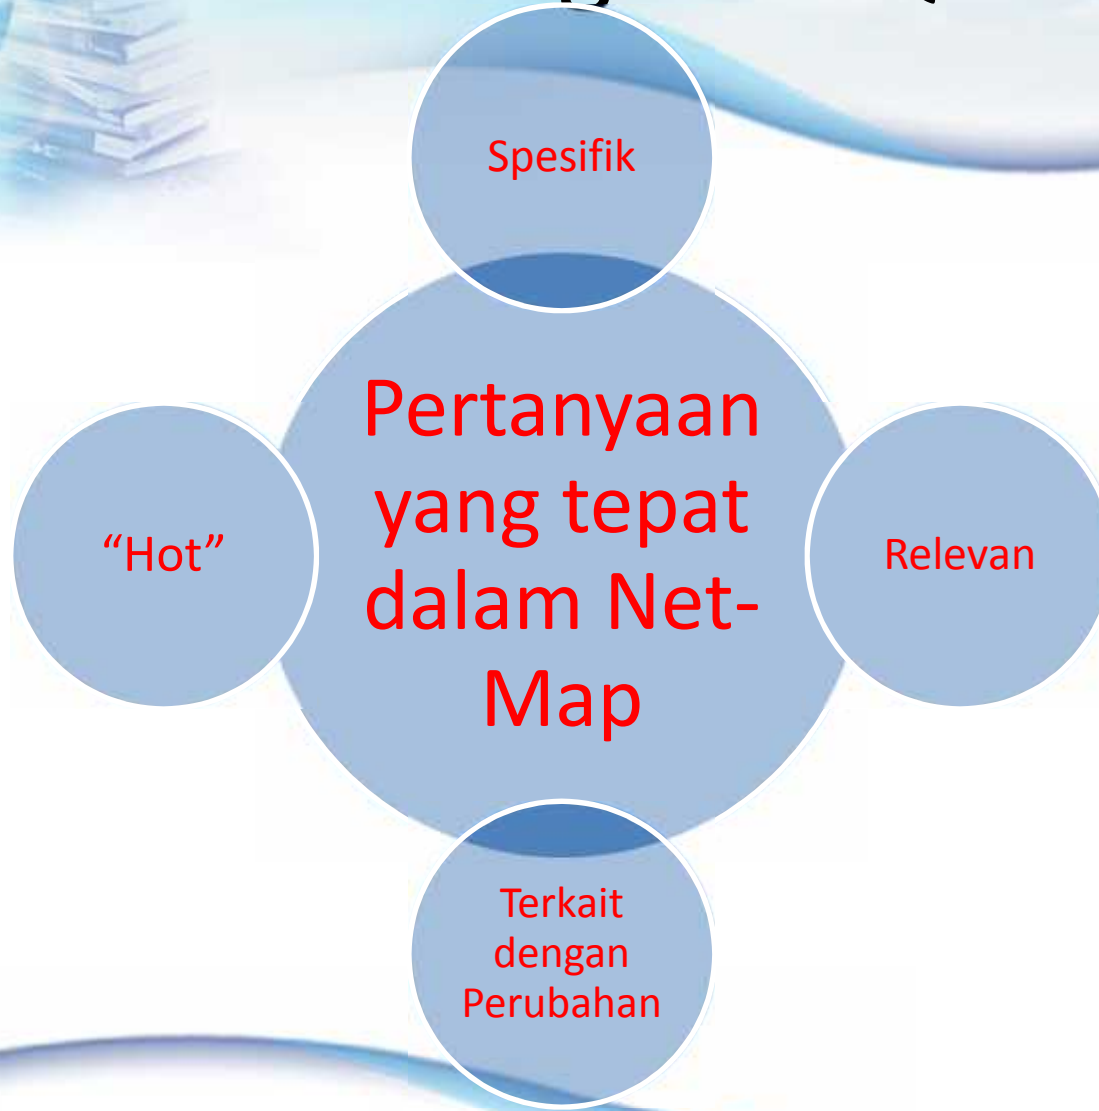 Spesifik
Pertanyaan
yang tepat
dalam Net-
Map
“Hot”
Relevan
Terkait
dengan
Perubahan